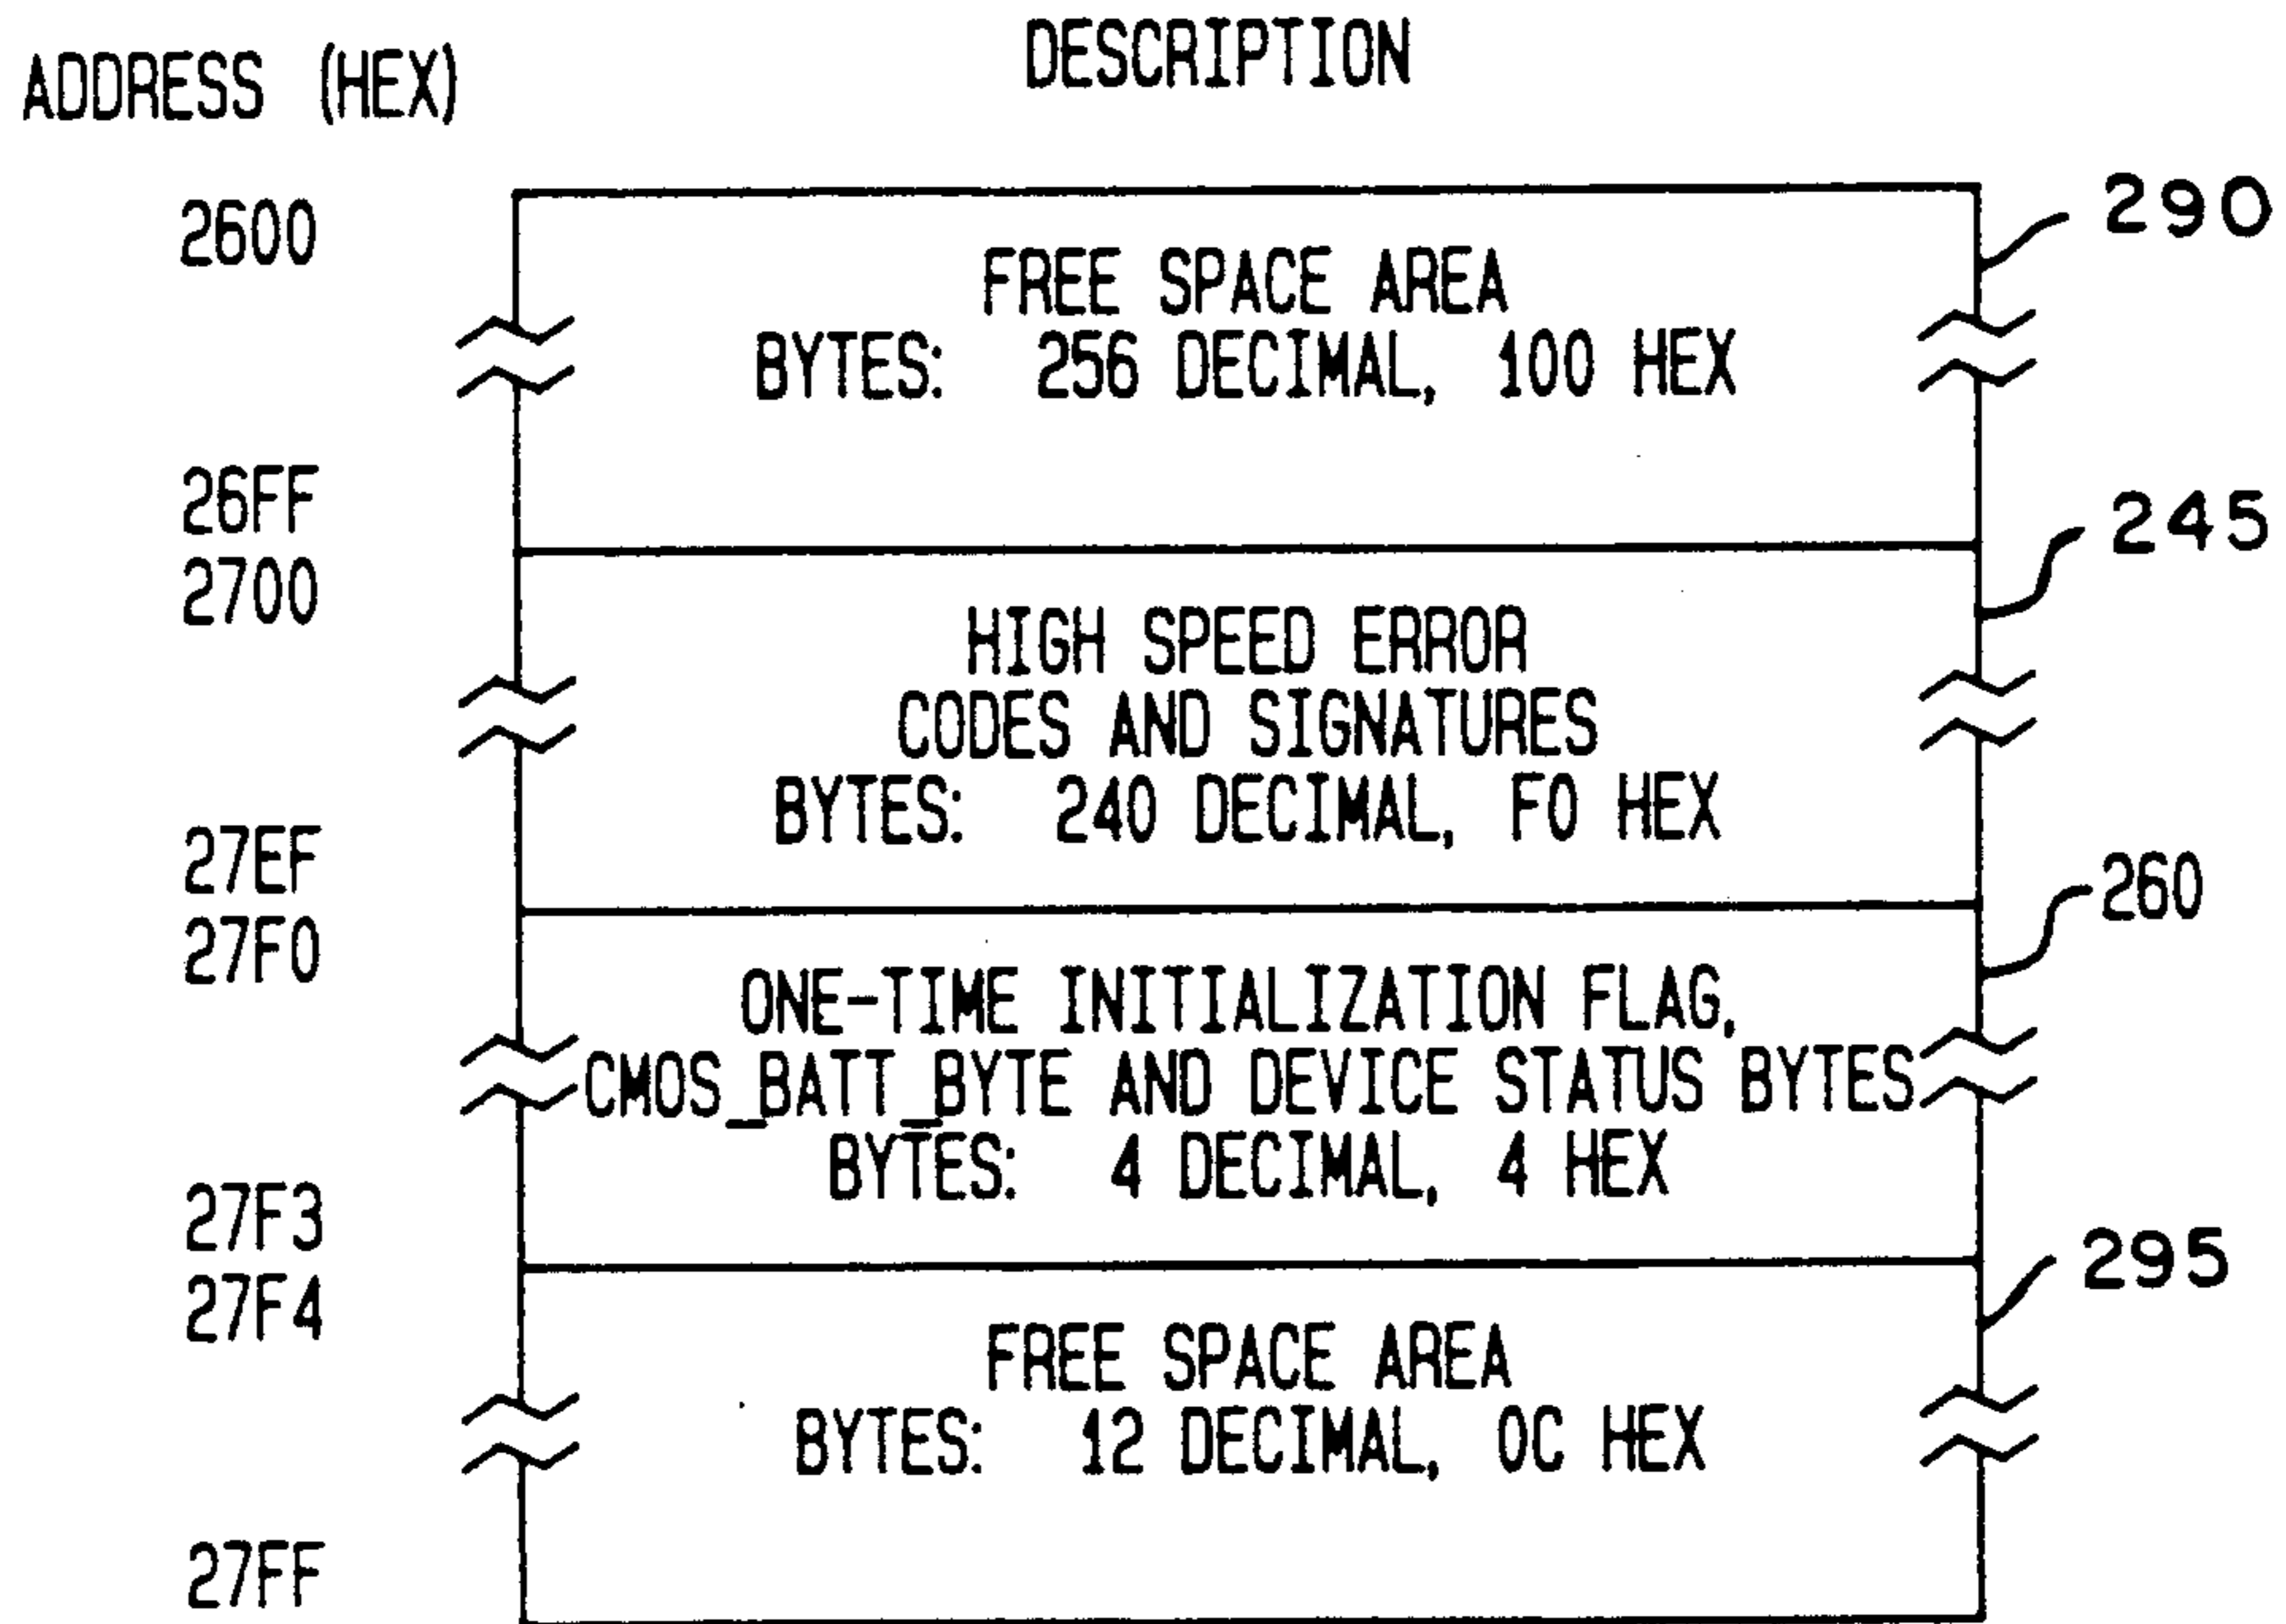 DESCRIPTION
ADDRESS (HEX)
2600
290
FREE SPACE AREA
BYTES: 256 DECIMAL, 100 HEX
26FF
245
2700
HIGH SPEED ERROR
CODES AND SIGNATURES
BYTES: 240 DECIMAL, F0 HEX
27EF
260
27F0
ONE-TIME INITIALIZATION FLAG,
CMOS_BATT_BYTE AND DEVICE STATUS BYTES
BYTES: 4 DECIMAL, 4 HEX
27F3
295
27F4
FREE SPACE AREA
BYTES: 12 DECIMAL, 0C HEX
27FF